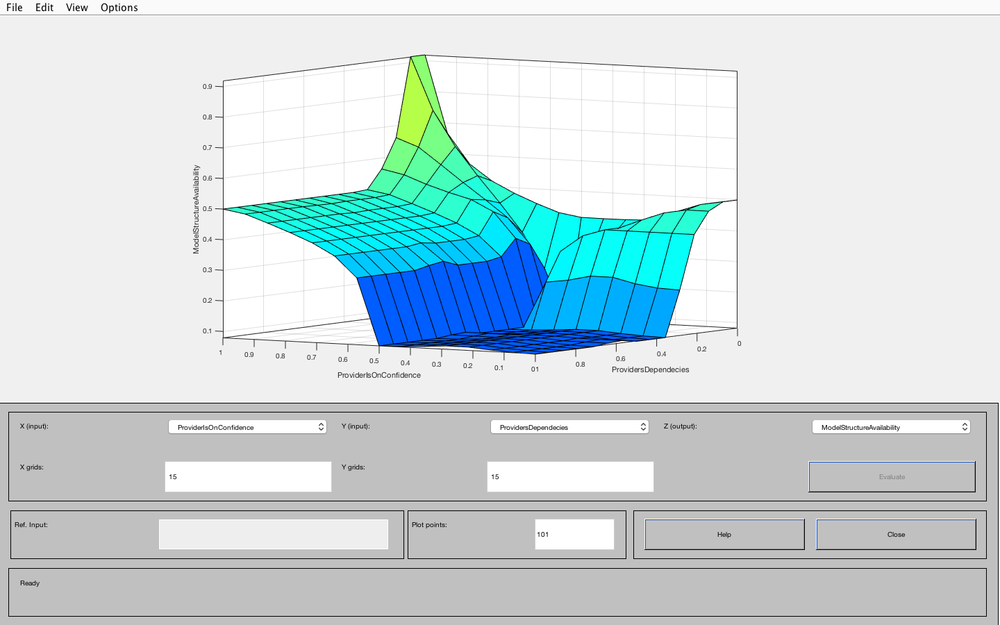 File Edit View Options
0.9
0.8
0.7
0.6
0.5
0.4
0.3
0.2
0.1
ModelStructureAvailability
1 0.9 0.8 0.7 0.6 0.5 0.4 0.3 0.2 0.1 01 0.8 0.6 0.4 0.2 0
ProviderIsOnConfidence ProvidersDependecies
X (input): ProviderIsOnConfidence Y (input): ProvidersDependecies Z (output): ModelStructureAvailability
X grids: 15 Y grids: 15 Evaluate
Ref. Input: Plot points: 101 Help Close
Ready